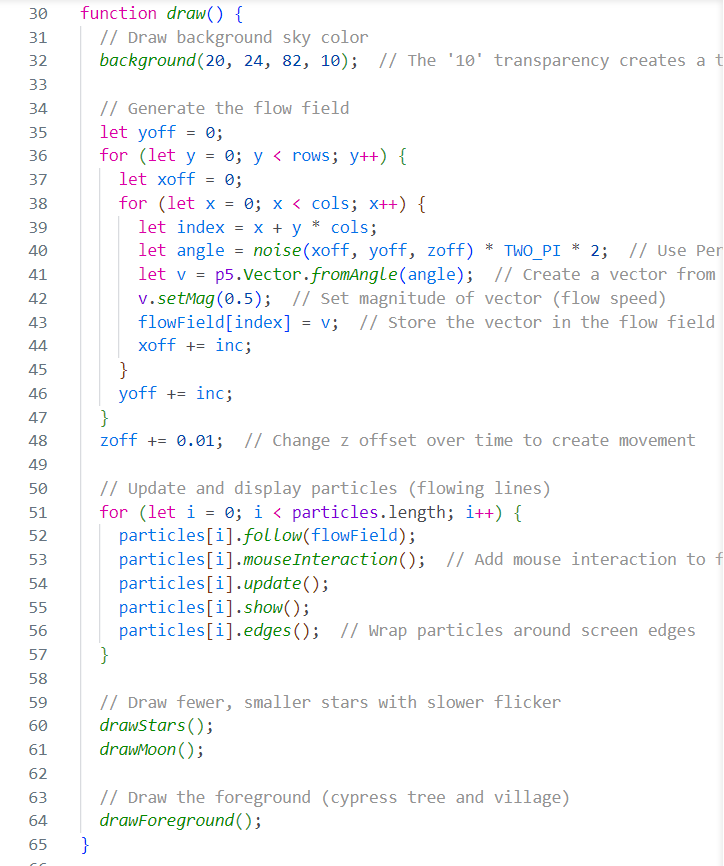 30 function draw() {
31 // Draw background sky color
32 background(20, 24, 82, 10); // The '10' transparency creates a t
33
34 // Generate the flow field
35 let yoff = 0;
36 for (let y = 0; y < rows; y++) {
37 let xoff = 0;
38 for (let x = 0; x < cols; x++) {
39 let index = x + y * cols;
40 let angle = noise(xoff, yoff, zoff) * TWO_PI * 2; // Use Per
41 let v = p5.Vector.fromAngle(angle); // Create a vector from
42 v.setMag(0.5); // Set magnitude of vector (flow speed)
43 flowField[index] = v; // Store the vector in the flow field
44 xoff += inc;
45 }
46 yoff += inc;
47 }
48 zoff += 0.01; // Change z offset over time to create movement
49
50 // Update and display particles (flowing lines)
51 for (let i = 0; i < particles.length; i++) {
52 particles[i].follow(flowField);
53 particles[i].mouseInteraction(); // Add mouse interaction to f
54 particles[i].update();
55 particles[i].show();
56 particles[i].edges(); // Wrap particles around screen edges
57 }
58
59 // Draw fewer, smaller stars with slower flicker
60 drawStars();
61 drawMoon();
62
63 // Draw the foreground (cypress tree and village)
64 drawForeground();
65 }